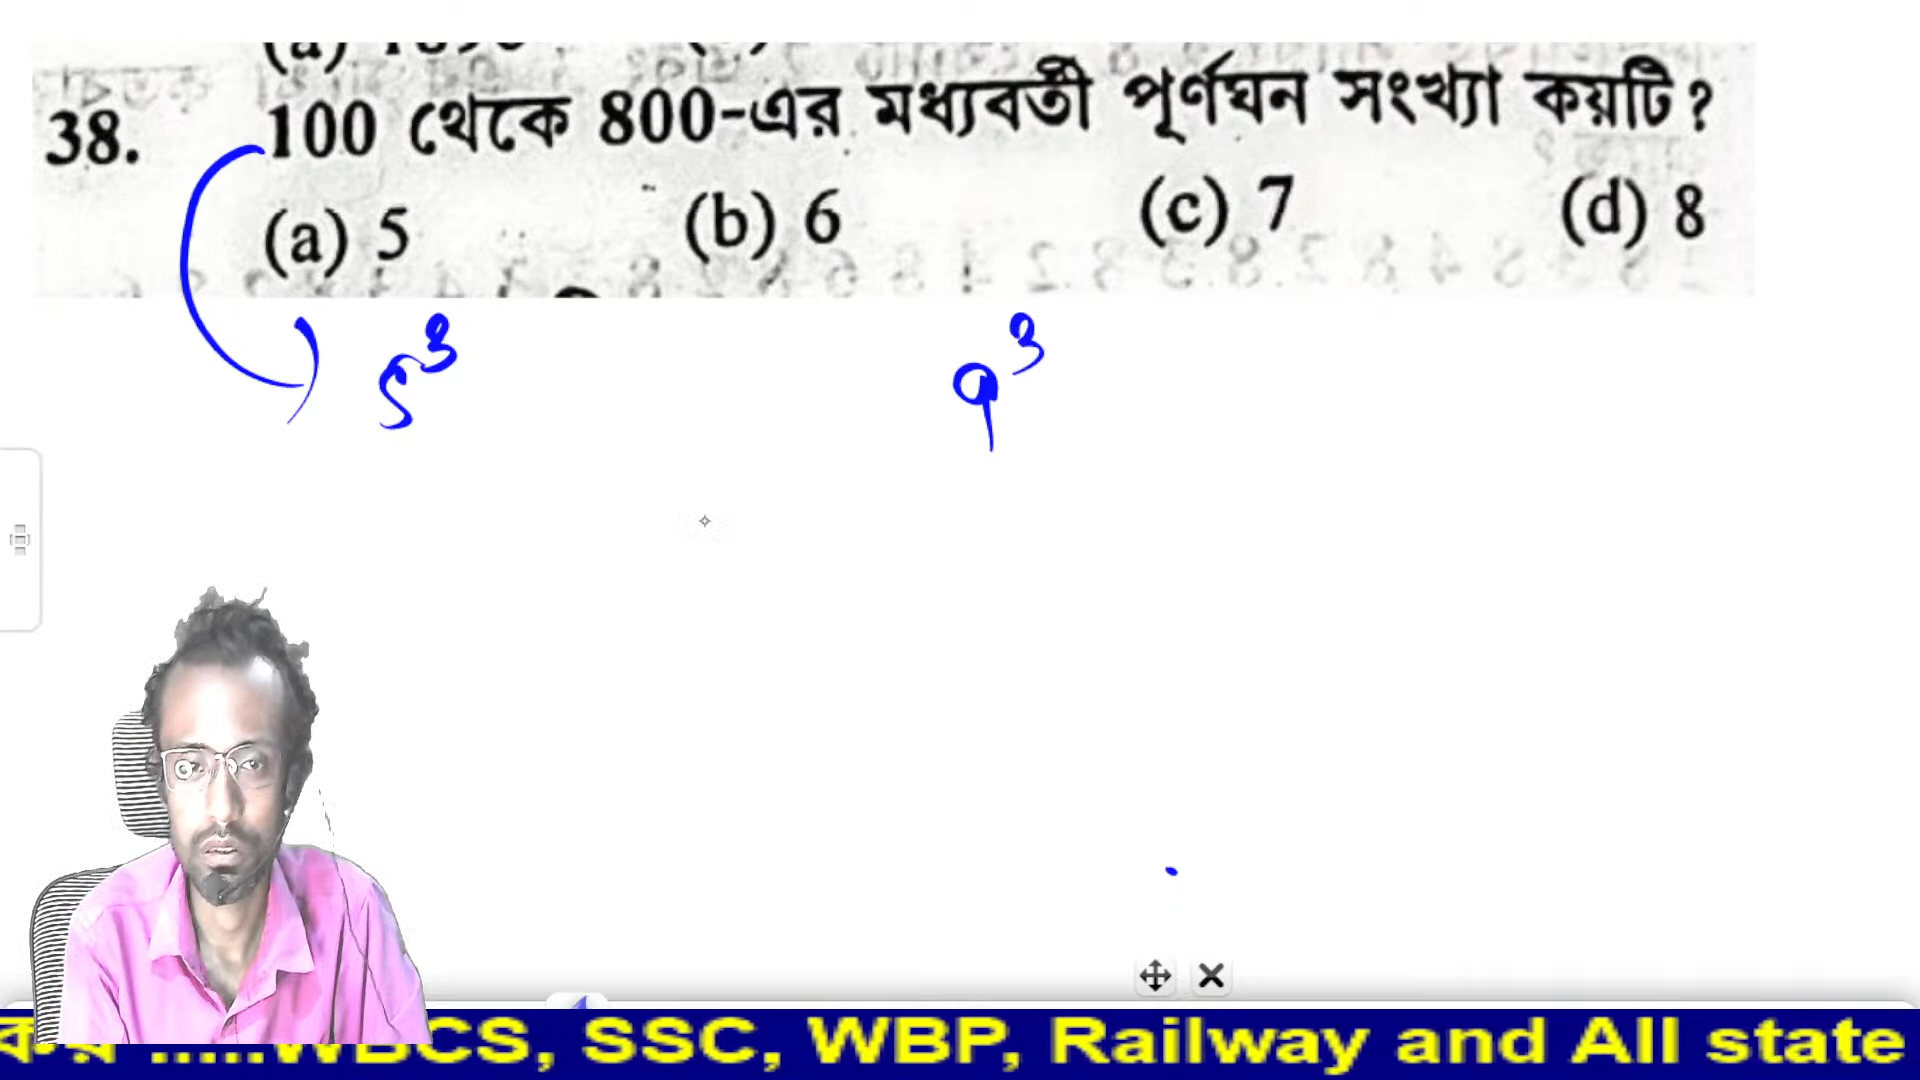 38. 100 থেকে 800-এর মধ্যবর্তী পূর্ণঘন সংখ্যা কয়টি?
(a) 5 (b) 6 (c) 7 (d) 8
5³ 9³
.....WBCS, SSC, WBP, Railway and All state